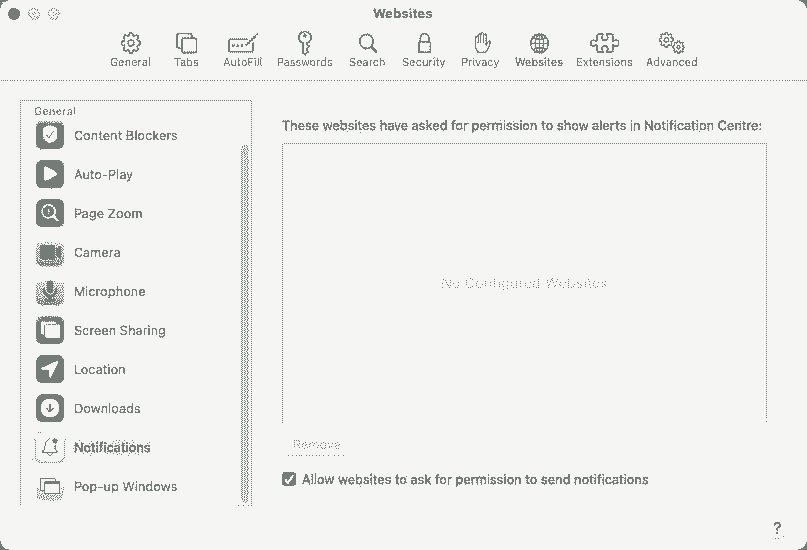 Websites
General
Tabs
AutoFill
Passwords
Search
Security
Privacy
Websites
Extensions
Advanced
General
Content Blockers
Auto-Play
Page Zoom
Camera
Microphone
Screen Sharing
Location
Downloads
Notifications
Pop-up Windows
These websites have asked for permission to show alerts in Notification Centre:
No Configured Websites
Remove
Allow websites to ask for permission to send notifications
?